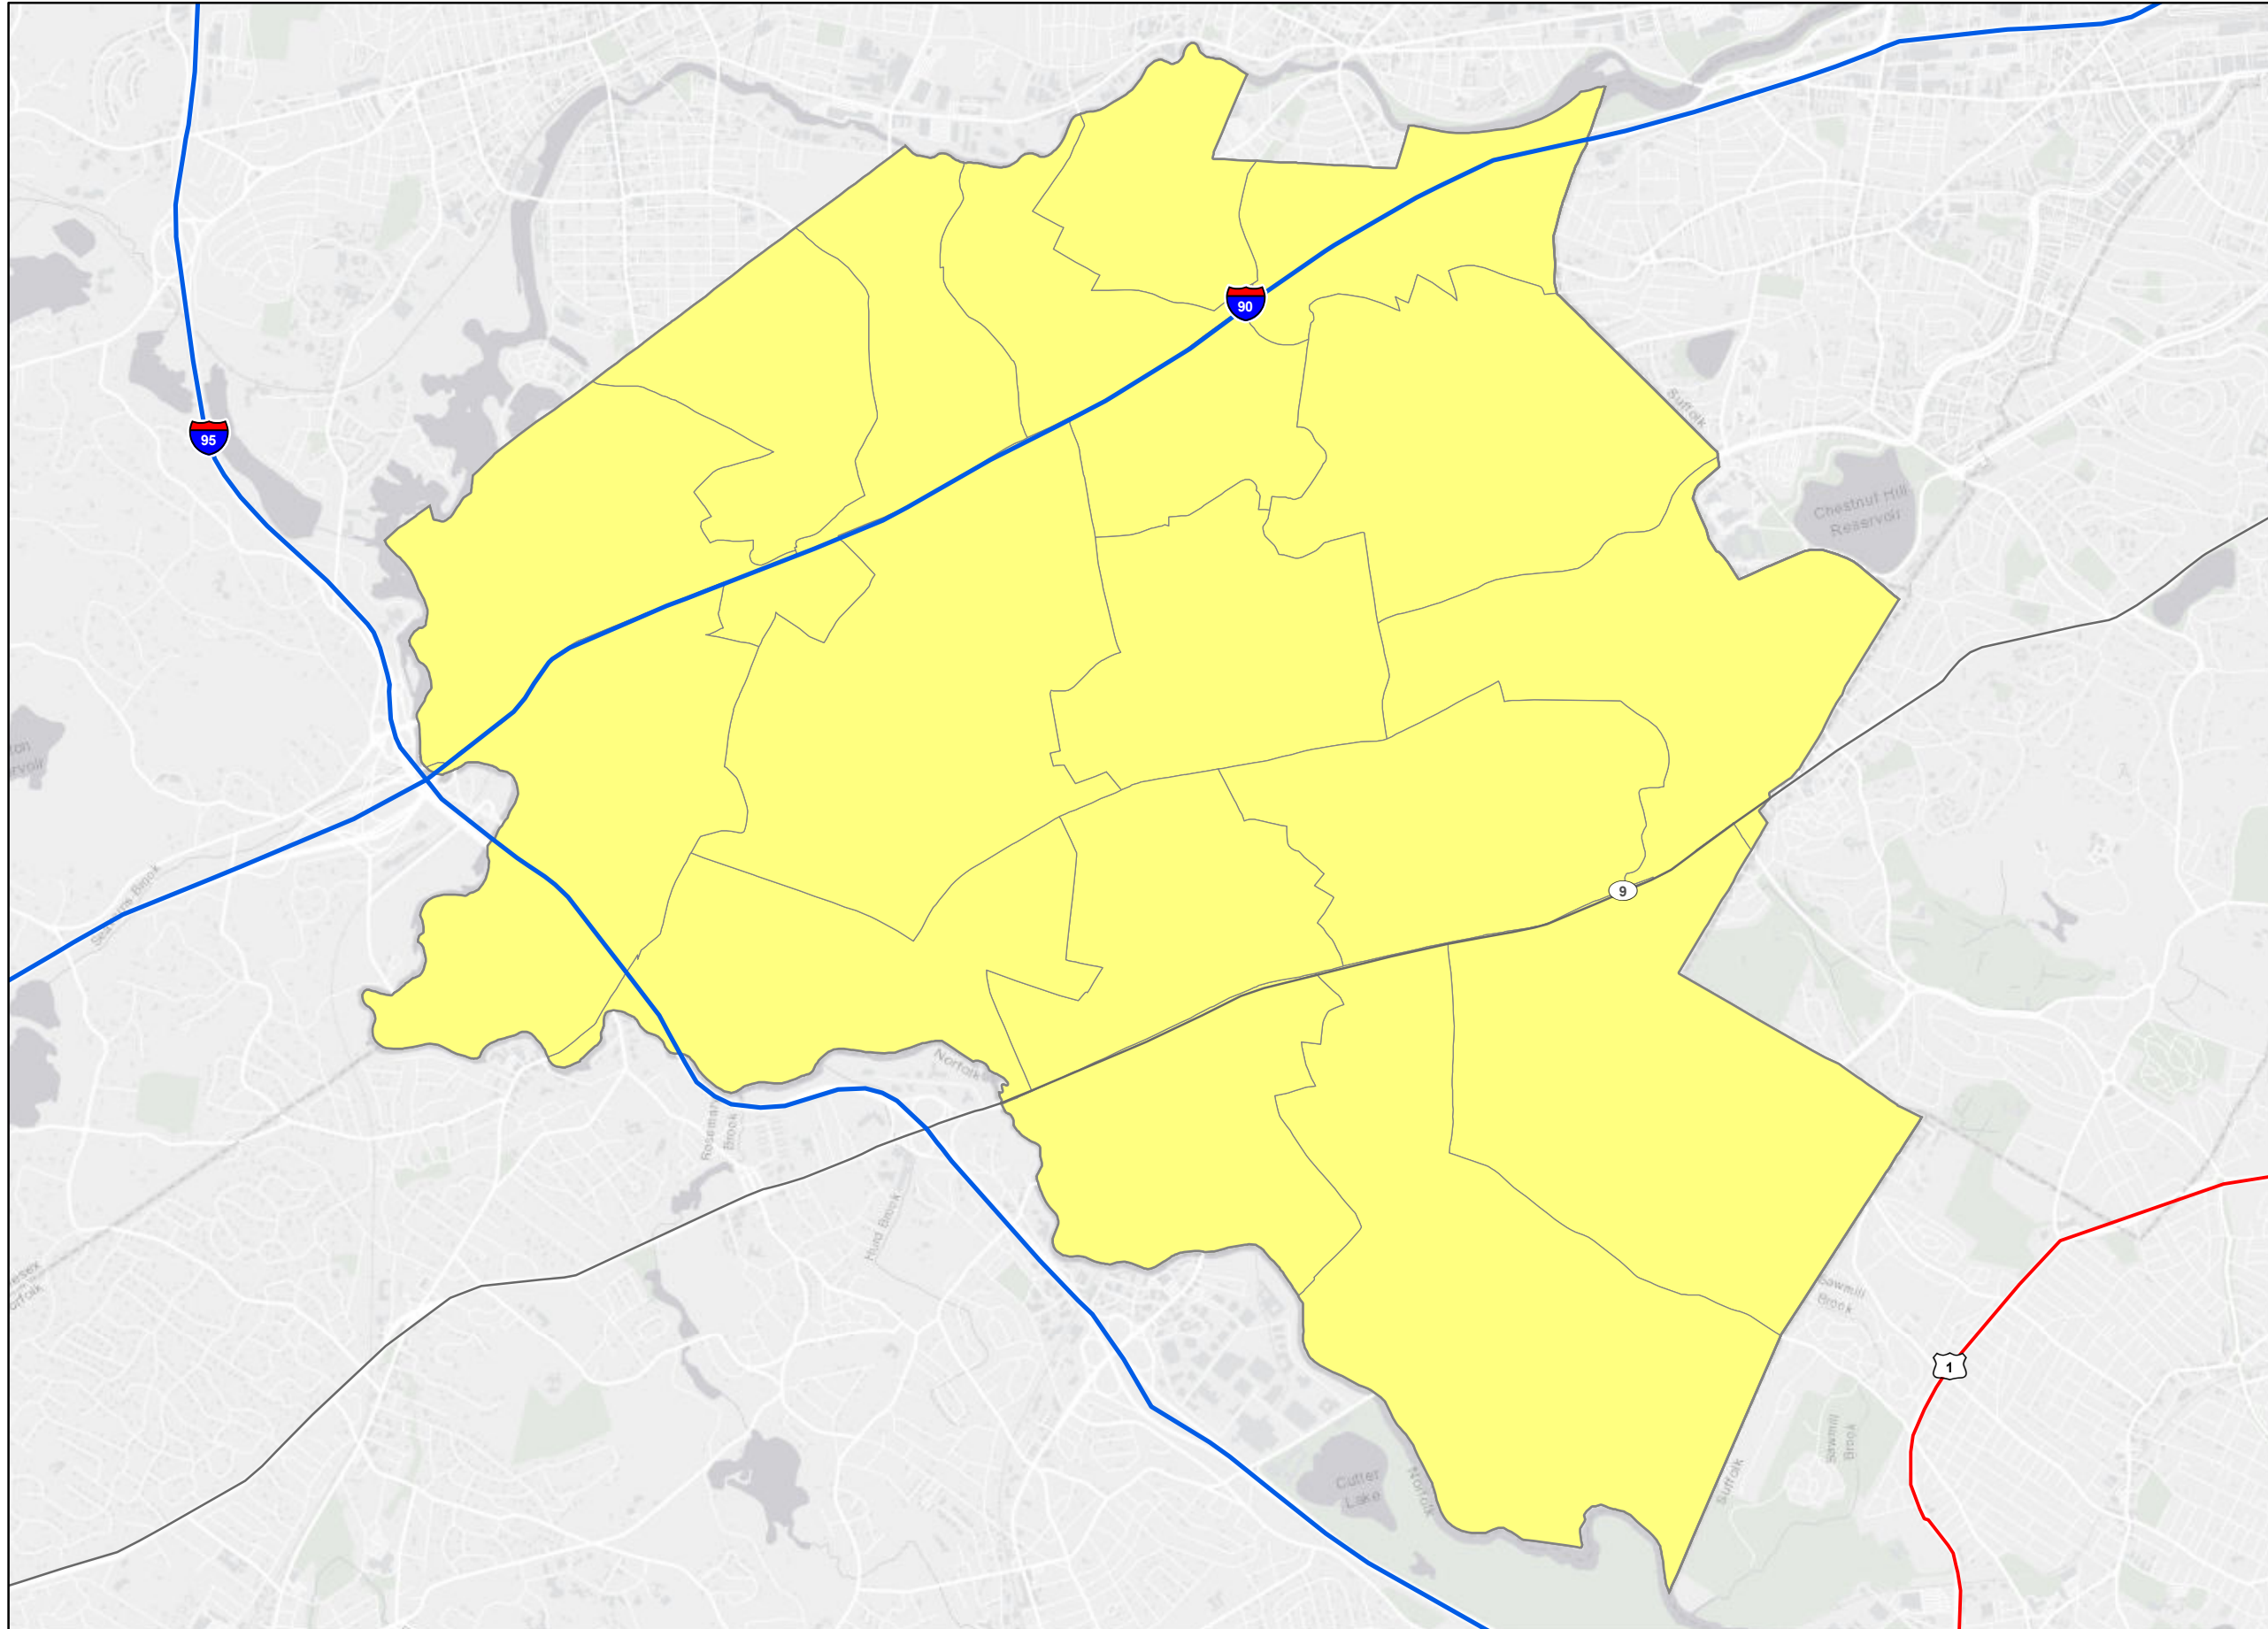 90
Suffolk
95
Chestnut Hill
Reservoir
9
Brook
Norfolk
Brook
Hurd Brook
Sawmill
Brook
1
Sawmill
Brook
Cutler
Lake
Norfolk
Suffolk